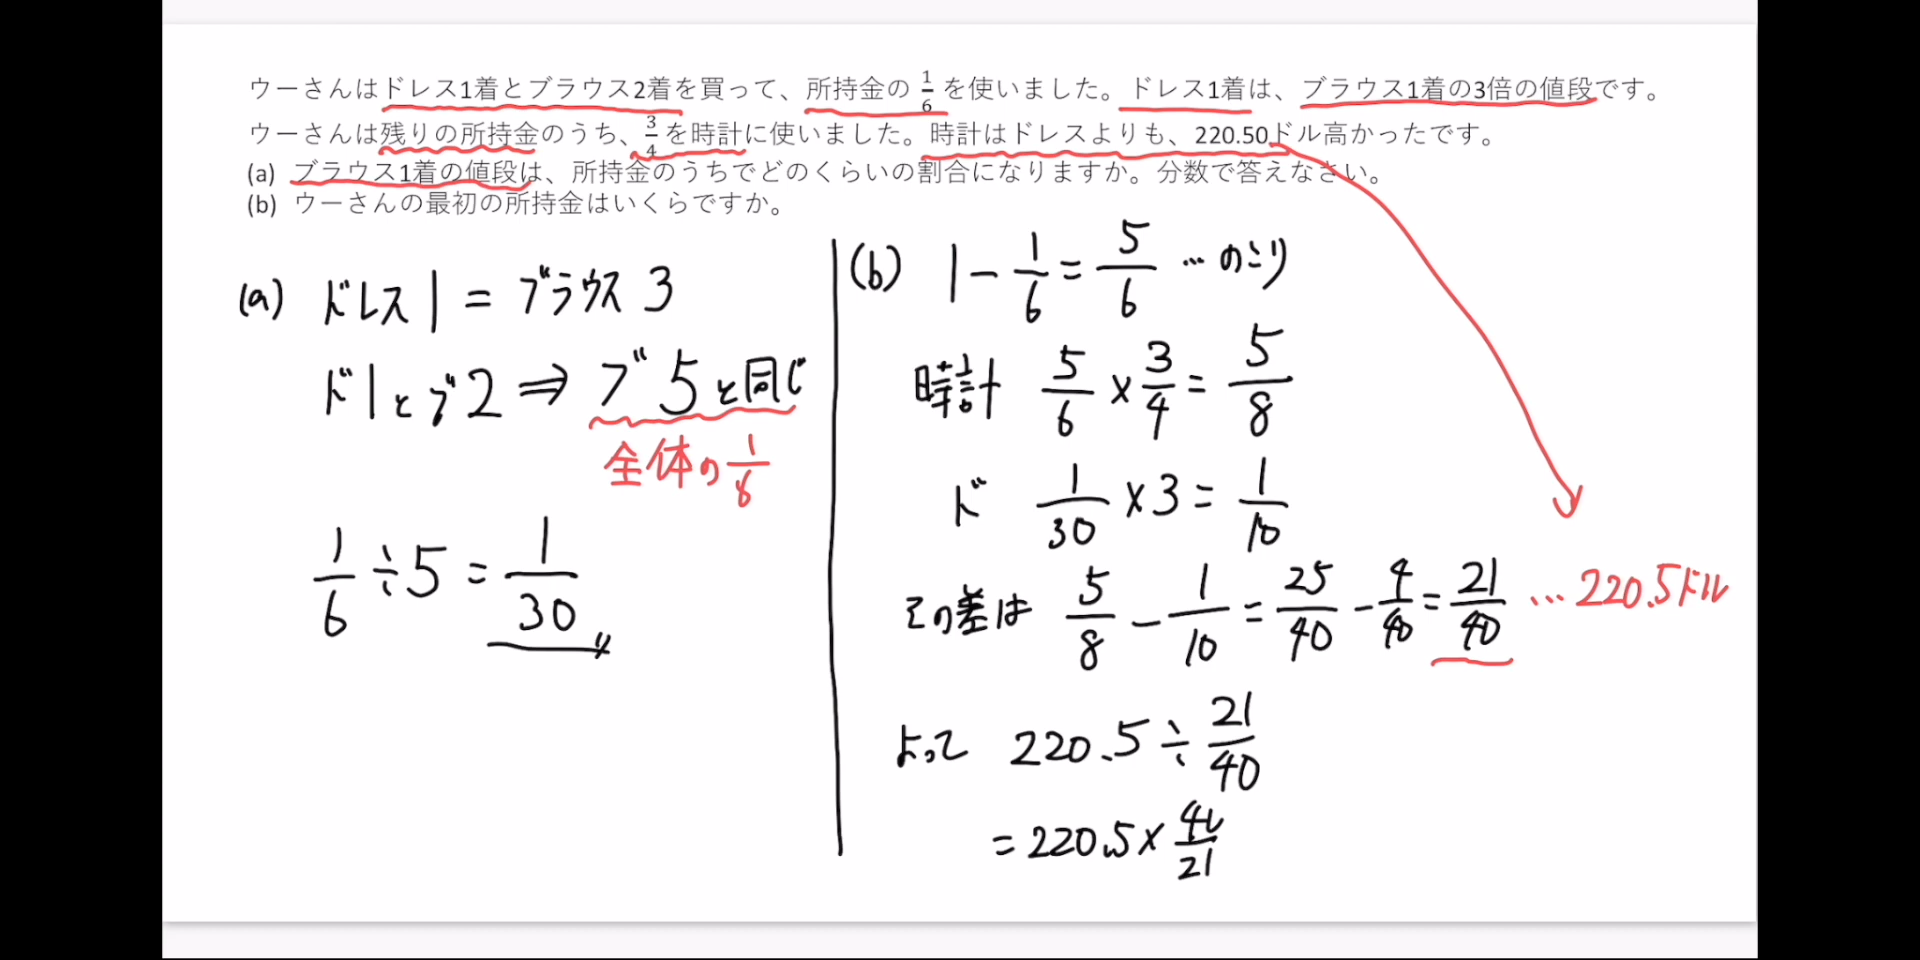 ウーさんはドレス1着とブラウス2着を買って、所持金の 1/6 を使いました。ドレス1着は、ブラウス1着の3倍の値段です。
ウーさんは残りの所持金のうち、3/4 を時計に使いました。時計はドレスよりも、220.50ドル高かったです。
(a) ブラウス1着の値段は、所持金のうちでどのくらいの割合になりますか。分数で答えなさい。
(b) ウーさんの最初の所持金はいくらですか。
(a) ドレス1 = ブラウス 3
ド1とブ2 ⇒ ブ 5と同じ
全体の 1/6
1/6 ÷ 5 = 1/30 〃
(b) 1 - 1/6 = 5/6 … のこり
時計 5/6 × 3/4 = 5/8
ド 1/30 × 3 = 1/10
その差は 5/8 - 1/10 = 25/40 - 4/40 = 21/40 … 220.5ドル
よって 220.5 ÷ 21/40
= 220.5 × 40/21